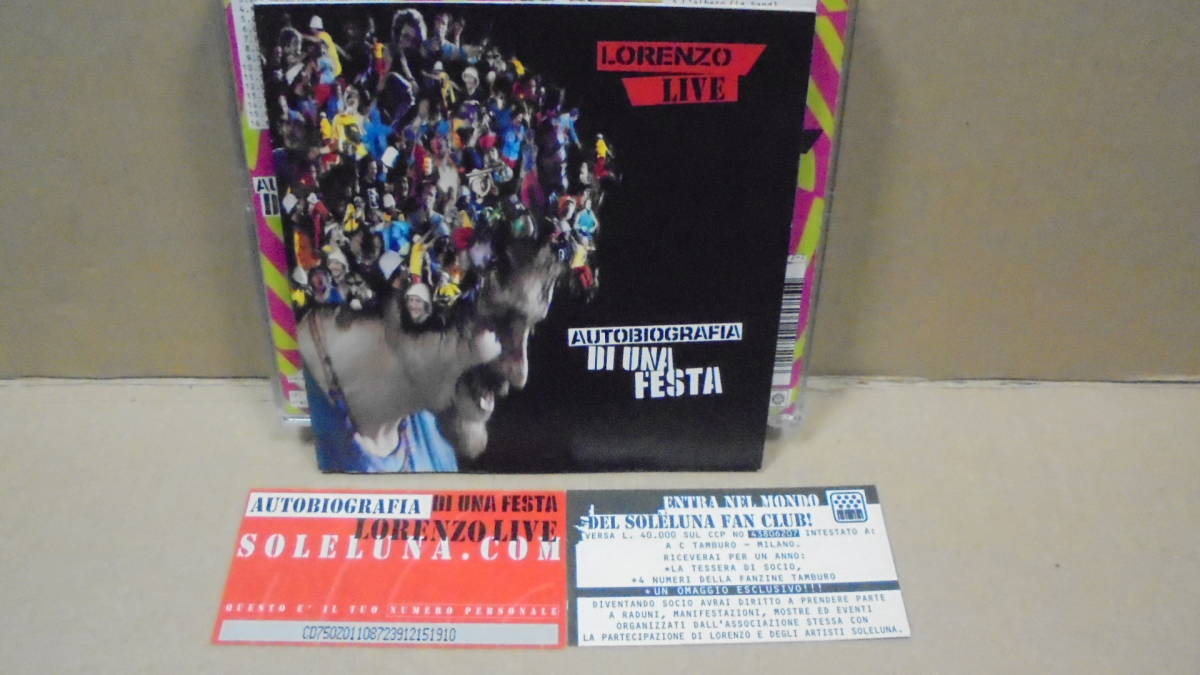 LORENZO
LIVE
AUTOBIOGRAFIA
DI UNA
FESTA
AUTOBIOGRAFIA DI UNA FESTA
LORENZO LIVE
SOLELUNA.COM
QUESTO E' IL TUO NUMERO PERSONALE
CD750201108723912151910
ENTRA NEL MONDO
DEL SOLELUNA FAN CLUB!
VERSA L. 40.000 SUL CCP NO 43806207 INTESTATO A:
A C TAMBURO - MILANO.
RICEVERAI PER UN ANNO:
*LA TESSERA DI SOCIO,
*4 NUMERI DELLA FANZINE TAMBURO
*UN OMAGGIO ESCLUSIVO!!!
DIVENTANDO SOCIO AVRAI DIRITTO A PRENDERE PARTE
A RADUNI, MANIFESTAZIONI, MOSTRE ED EVENTI
ORGANIZZATI DALL'ASSOCIAZIONE STESSA CON
LA PARTECIPAZIONE DI LORENZO E DEGLI ARTISTI SOLELUNA.